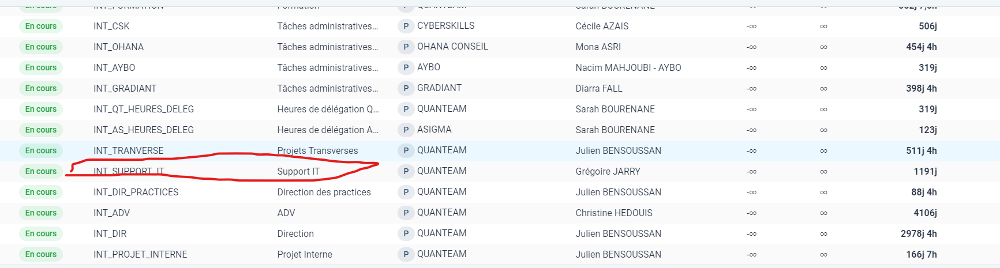 En cours INT_FORMATION Formation P QUANTEAM Sarah BOURENANE -∞ ∞
En cours INT_CSK Tâches administratives... P CYBERSKILLS Cécile AZAIS -∞ ∞ 506j
En cours INT_OHANA Tâches administratives... P OHANA CONSEIL Mona ASRI -∞ ∞ 454j 4h
En cours INT_AYBO Tâches administratives... P AYBO Nacim MAHJOUBI - AYBO -∞ ∞ 319j
En cours INT_GRADIANT Tâches administratives... P GRADIANT Diarra FALL -∞ ∞ 398j 4h
En cours INT_QT_HEURES_DELEG Heures de délégation Q... P QUANTEAM Sarah BOURENANE -∞ ∞ 319j
En cours INT_AS_HEURES_DELEG Heures de délégation A... P ASIGMA Sarah BOURENANE -∞ ∞ 123j
En cours INT_TRANVERSE Projets Transverses P QUANTEAM Julien BENSOUSSAN -∞ ∞ 511j 4h
En cours INT_SUPPORT_IT Support IT P QUANTEAM Grégoire JARRY -∞ ∞ 1191j
En cours INT_DIR_PRACTICES Direction des practices P QUANTEAM Julien BENSOUSSAN -∞ ∞ 88j 4h
En cours INT_ADV ADV P QUANTEAM Christine HEDOUIS -∞ ∞ 4106j
En cours INT_DIR Direction P QUANTEAM Julien BENSOUSSAN -∞ ∞ 2978j 4h
En cours INT_PROJET_INTERNE Projet Interne P QUANTEAM Julien BENSOUSSAN -∞ ∞ 166j 7h